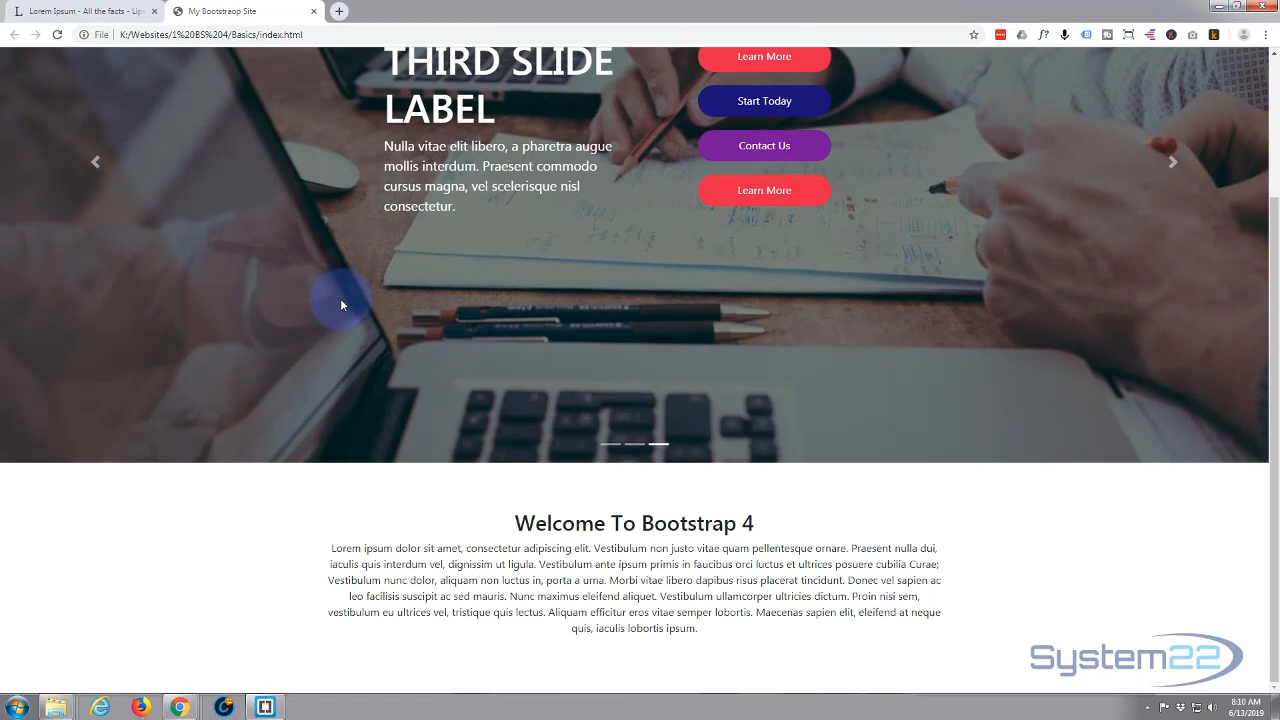 Lorem Ipsum - All the facts - Lips
My Bootstraop Site
File
K:/Websites/1%20BS%204/Basics/index.html
THIRD SLIDE
LABEL
Nulla vitae elit libero, a pharetra augue
mollis interdum. Praesent commodo
cursus magna, vel scelerisque nisl
consectetur.
Learn More
Start Today
Contact Us
Learn More
Welcome To Bootstrap 4
Lorem ipsum dolor sit amet, consectetur adipiscing elit. Vestibulum non justo vitae quam pellentesque ornare. Praesent nulla dui,
iaculis quis interdum vel, dignissim ut ligula. Vestibulum ante ipsum primis in faucibus orci luctus et ultrices posuere cubilia Curae;
Vestibulum nunc dolor, aliquam non luctus in, porta a urna. Morbi vitae libero dapibus risus placerat tincidunt. Donec vel sapien ac
leo facilisis suscipit ac sed mauris. Nunc maximus eleifend aliquet. Vestibulum ullamcorper ultricies dictum. Proin nisi sem,
vestibulum eu ultrices vel, tristique quis lectus. Aliquam efficitur eros vitae semper lobortis. Maecenas sapien elit, eleifend at neque
quis, iaculis lobortis ipsum.
System22
8:10 AM
6/13/2019